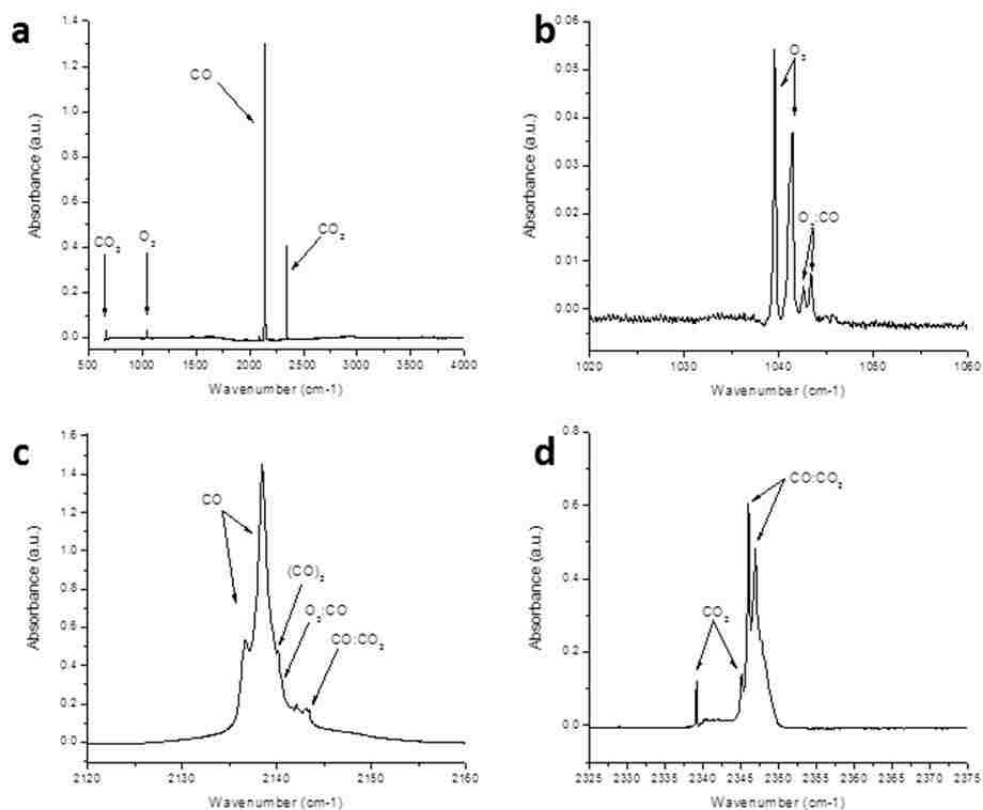 a
Absorbance (a.u.)
1.4
1.2
1.0
0.8
0.6
0.4
0.2
0.0
CO
CO₂
O₃
CO₂
500 1000 1500 2000 2500 3000 3500 4000
Wavenumber (cm-1)
b
Absorbance (a.u.)
0.06
0.05
0.04
0.03
0.02
0.01
0.00
O₃
O₃:CO
1020 1030 1040 1050 1060
Wavenumber (cm-1)
c
Absorbance (a.u.)
1.6
1.4
1.2
1.0
0.8
0.6
0.4
0.2
0.0
CO
(CO)₂
O₃:CO
CO:CO₂
2120 2130 2140 2150 2160
Wavenumber (cm-1)
d
Absorbance (a.u.)
0.8
0.6
0.4
0.2
0.0
CO:CO₂
CO₂
2325 2330 2335 2340 2345 2350 2355 2360 2365 2370 2375
Wavenumber (cm-1)